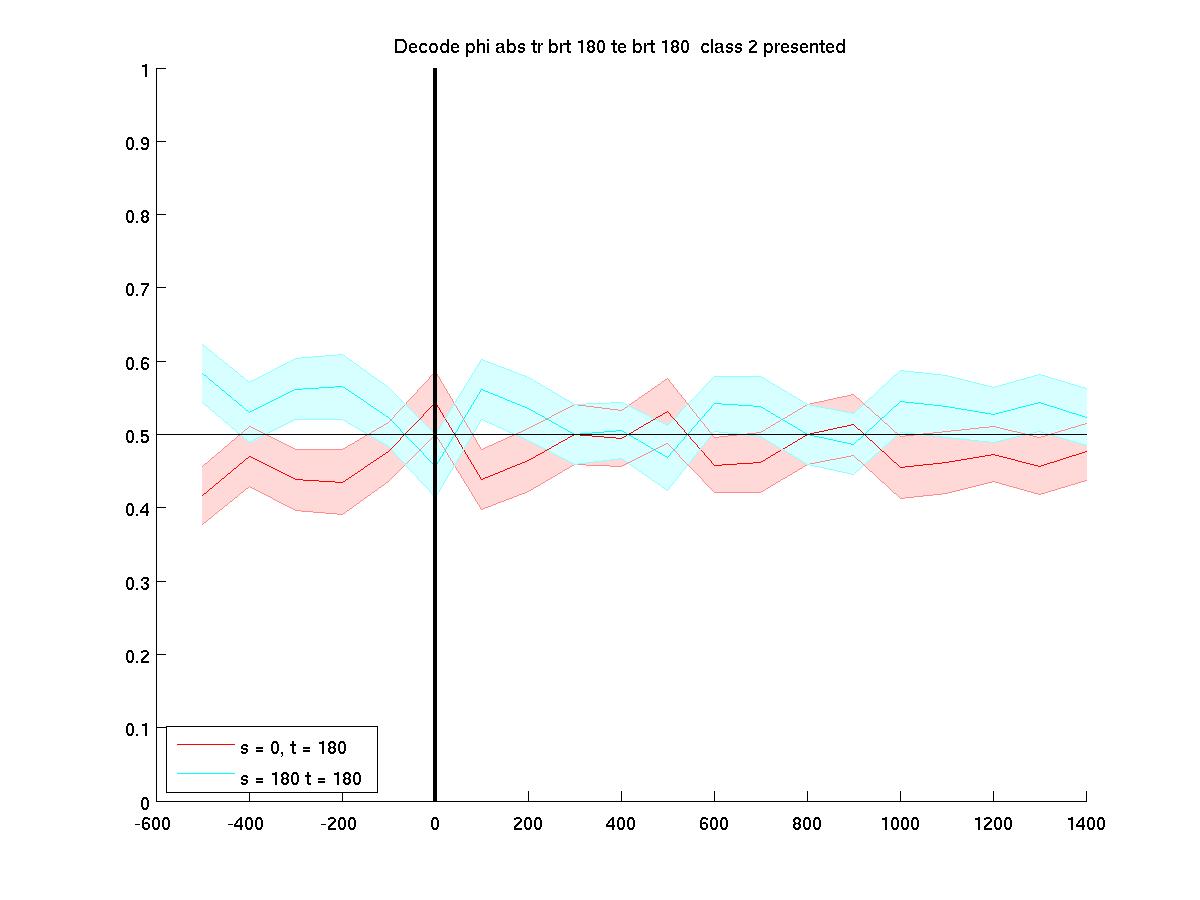 Decode phi abs tr brt 180 te brt 180  class 2 presented
1
0.9
0.8
0.7
0.6
0.5
0.4
0.3
0.2
0.1
0
s = 0, t = 180
s = 180 t = 180
-600 -400 -200 0 200 400 600 800 1000 1200 1400